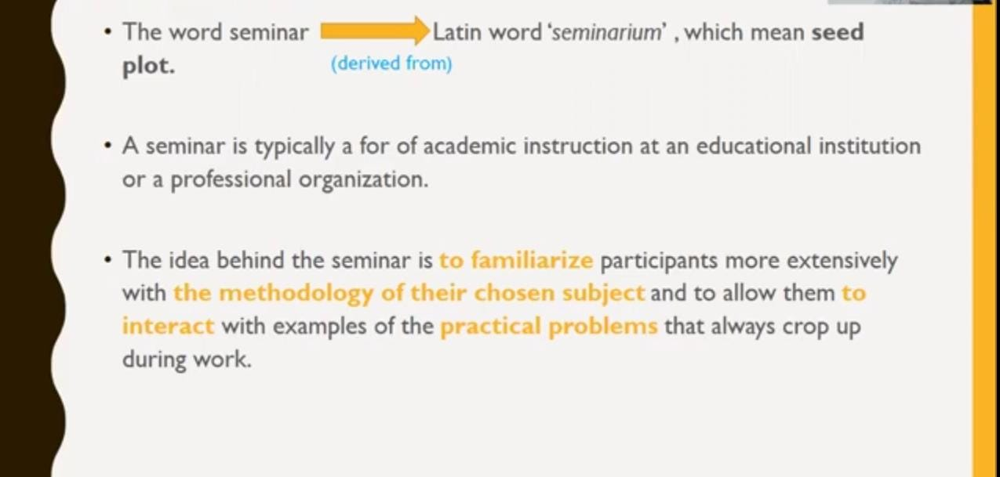 • The word seminar Latin word ‘seminarium’ , which mean seed
plot. (derived from)
• A seminar is typically a for of academic instruction at an educational institution
or a professional organization.
• The idea behind the seminar is to familiarize participants more extensively
with the methodology of their chosen subject and to allow them to
interact with examples of the practical problems that always crop up
during work.